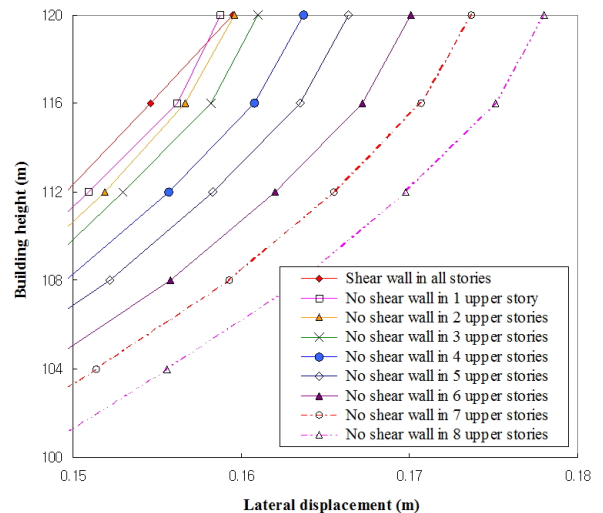 120
116
112
108
104
100
Building height (m)
Shear wall in all stories
No shear wall in 1 upper story
No shear wall in 2 upper stories
No shear wall in 3 upper stories
No shear wall in 4 upper stories
No shear wall in 5 upper stories
No shear wall in 6 upper stories
No shear wall in 7 upper stories
No shear wall in 8 upper stories
0.15 0.16 0.17 0.18
Lateral displacement (m)